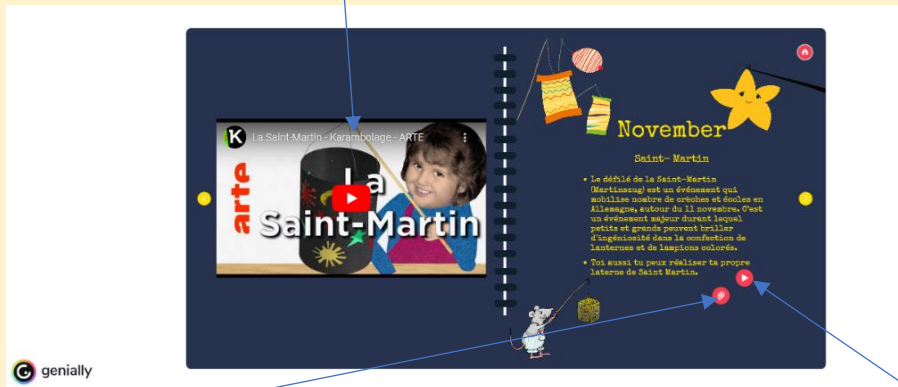 La Saint-Martin - Karambolage - ARTE
arte
La
Saint-Martin
November
Saint- Martin
• Le défilé de la Saint-Martin
(Martinszug) est un événement qui
mobilise nombre de crèches et écoles en
Allemagne, autour du 11 novembre. C'est
un événement majeur durant lequel
petits et grands peuvent briller
d'ingéniosité dans la confection de
lanternes et de lampions colorés.
• Toi aussi tu peux réaliser ta propre
laterne de Saint Martin.
genially